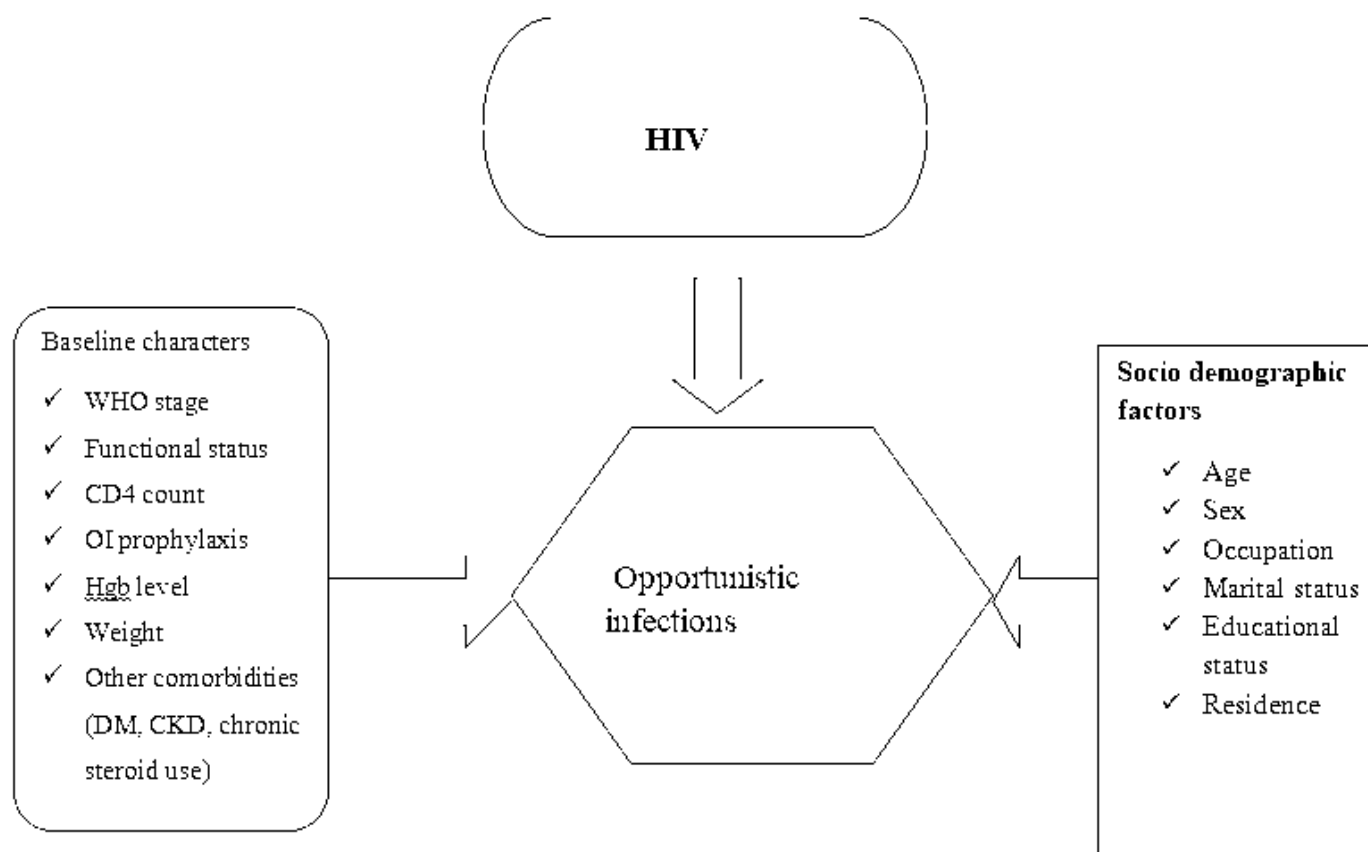 HIV
Baseline characters
✓ WHO stage
✓ Functional status
✓ CD4 count
✓ OI prophylaxis
✓ Hgb level
✓ Weight
✓ Other comorbidities
(DM, CKD, chronic
steroid use)
Opportunistic
infections
Socio demographic
factors
✓ Age
✓ Sex
✓ Occupation
✓ Marital status
✓ Educational
status
✓ Residence